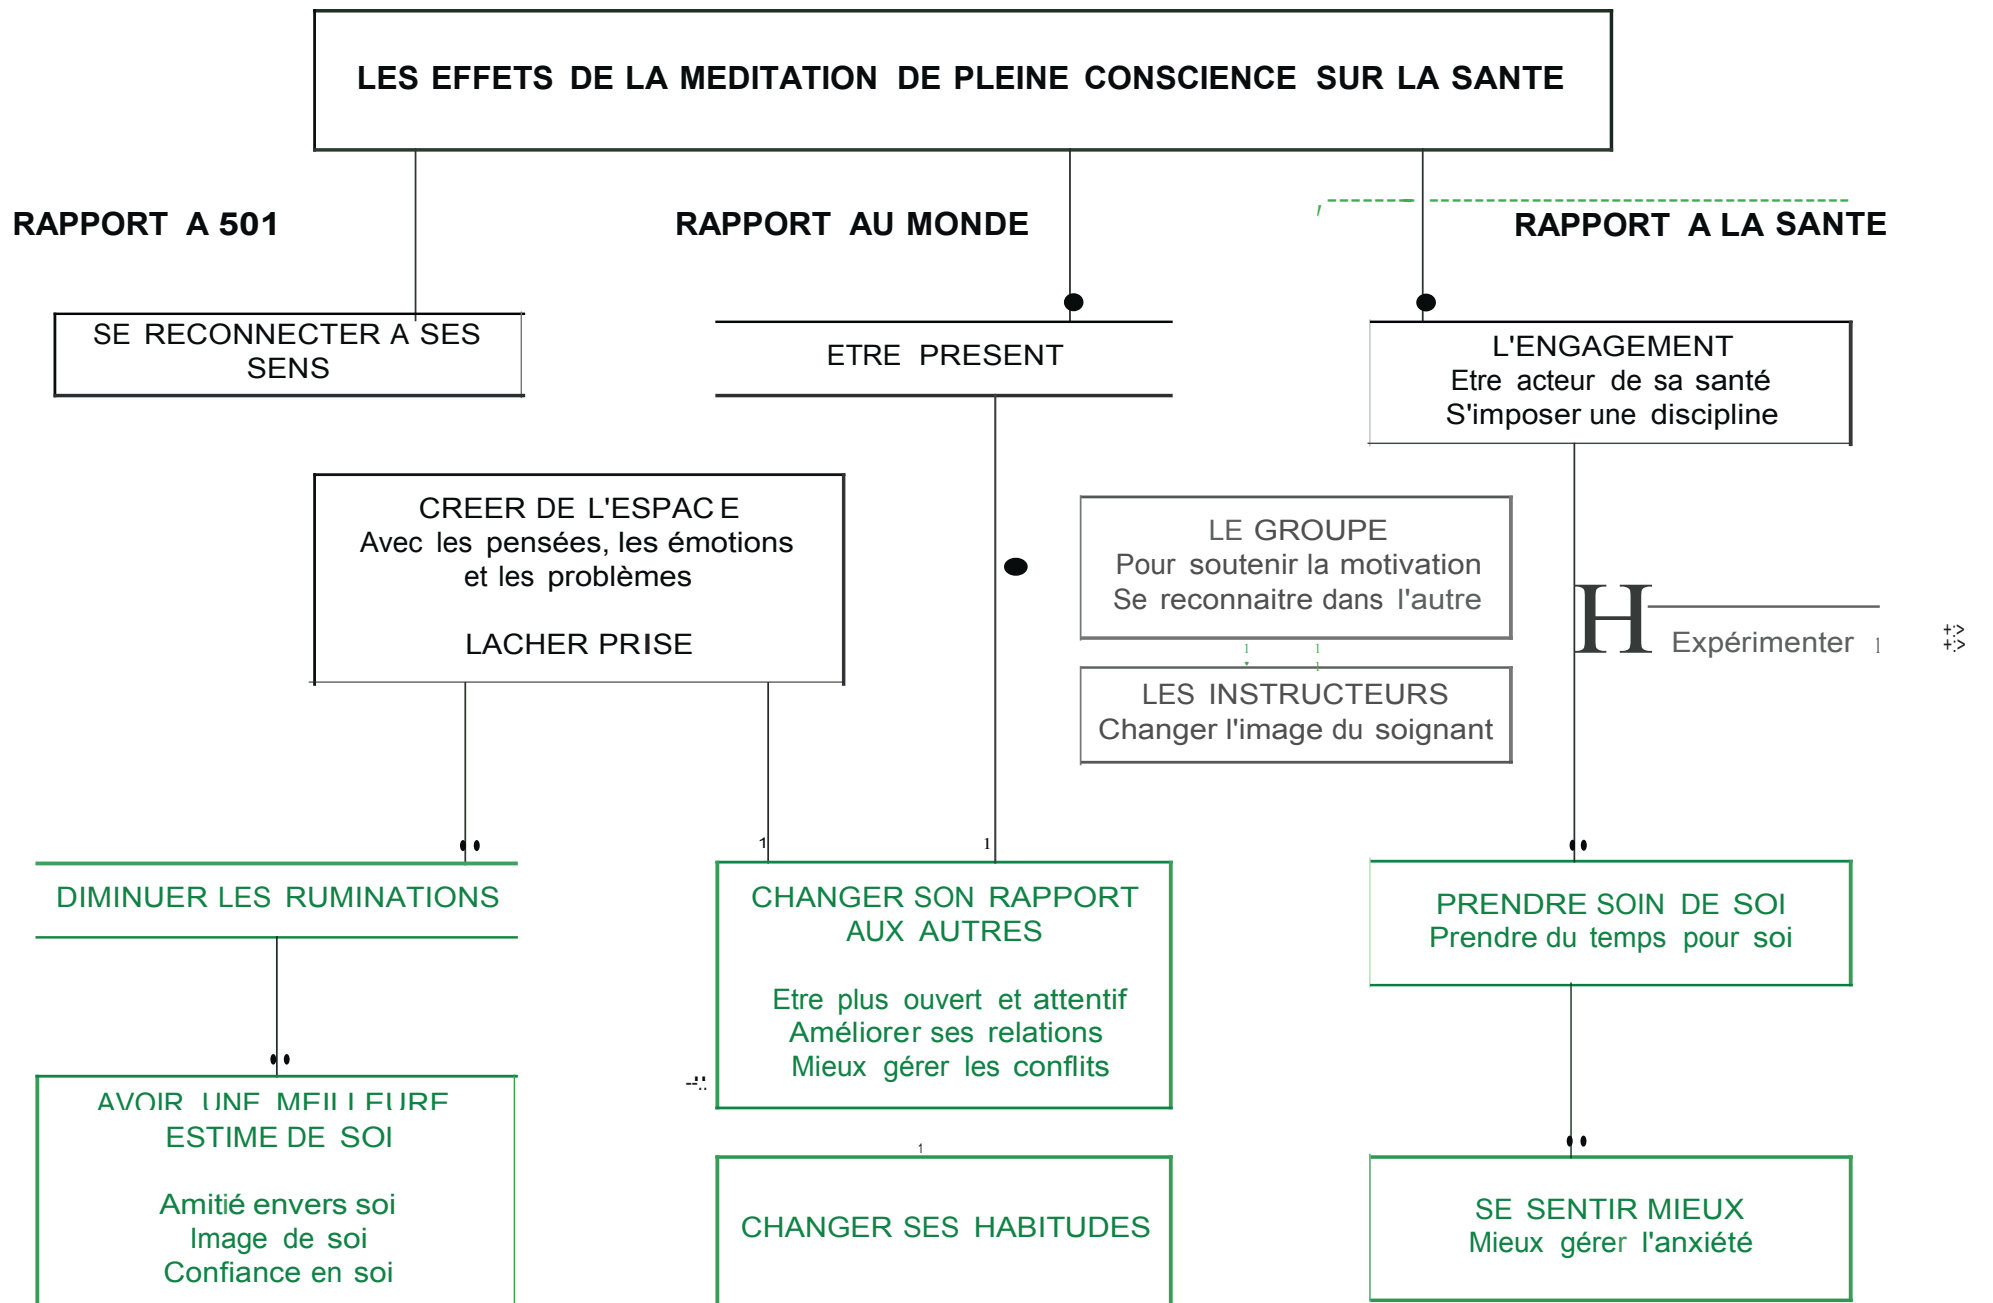 LES EFFETS DE LA MEDITATION DE PLEINE CONSCIENCE SUR LA SANTE
RAPPORT A 501
RAPPORT AU MONDE
RAPPORT A LA SANTE
SE RECONNECTER A SES
SENS
ETRE PRESENT
L'ENGAGEMENT
Etre acteur de sa santé
S'imposer une discipline
CREER DE L'ESPAC E
Avec les pensées, les émotions
et les problèmes
LACHER PRISE
LE GROUPE
Pour soutenir la motivation
Se reconnaitre dans l'autre
H
Expérimenter
LES INSTRUCTEURS
Changer l'image du soignant
DIMINUER LES RUMINATIONS
CHANGER SON RAPPORT
AUX AUTRES
Etre plus ouvert et attentif
Améliorer ses relations
Mieux gérer les conflits
PRENDRE SOIN DE SOI
Prendre du temps pour soi
AVOIR UNE MEILLEURE
ESTIME DE SOI
Amitié envers soi
Image de soi
Confiance en soi
CHANGER SES HABITUDES
SE SENTIR MIEUX
Mieux gérer l'anxiété